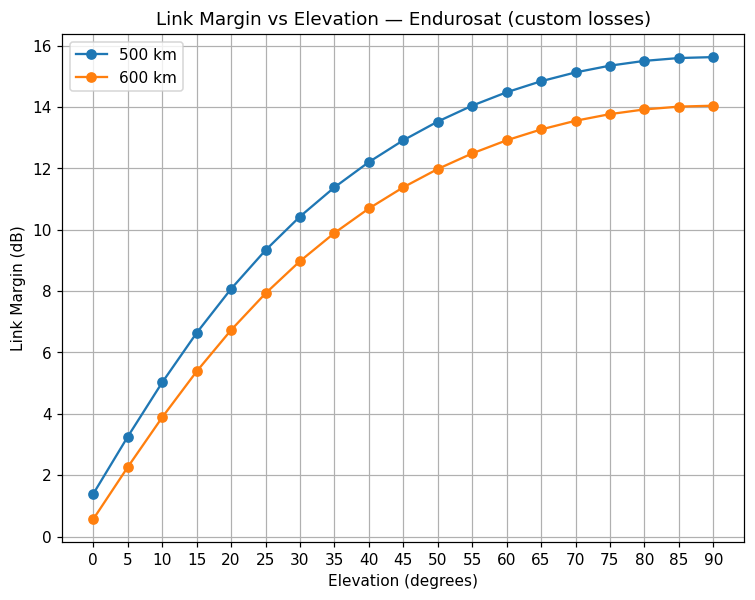 Link Margin vs Elevation — Endurosat (custom losses)
500 km
600 km
16
14
12
10
8
6
4
2
0
Link Margin (dB)
0 5 10 15 20 25 30 35 40 45 50 55 60 65 70 75 80 85 90
Elevation (degrees)